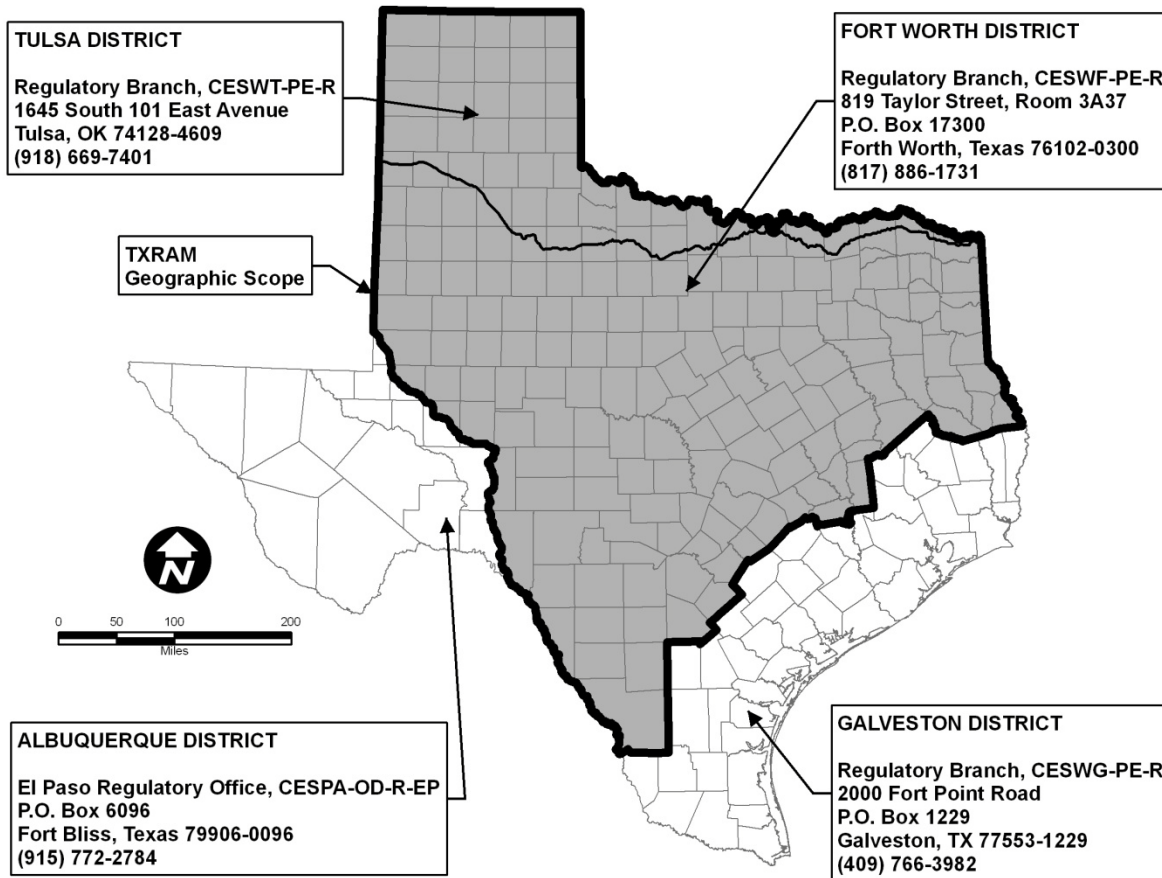 TULSA DISTRICT
Regulatory Branch, CESWT-PE-R
1645 South 101 East Avenue
Tulsa, OK 74128-4609
(918) 669-7401
FORT WORTH DISTRICT
Regulatory Branch, CESWF-PE-R
819 Taylor Street, Room 3A37
P.O. Box 17300
Forth Worth, Texas 76102-0300
(817) 886-1731
TXRAM
Geographic Scope
N
0 50 100 200
Miles
ALBUQUERQUE DISTRICT
El Paso Regulatory Office, CESPA-OD-R-EP
P.O. Box 6096
Fort Bliss, Texas 79906-0096
(915) 772-2784
GALVESTON DISTRICT
Regulatory Branch, CESWG-PE-R
2000 Fort Point Road
P.O. Box 1229
Galveston, TX 77553-1229
(409) 766-3982